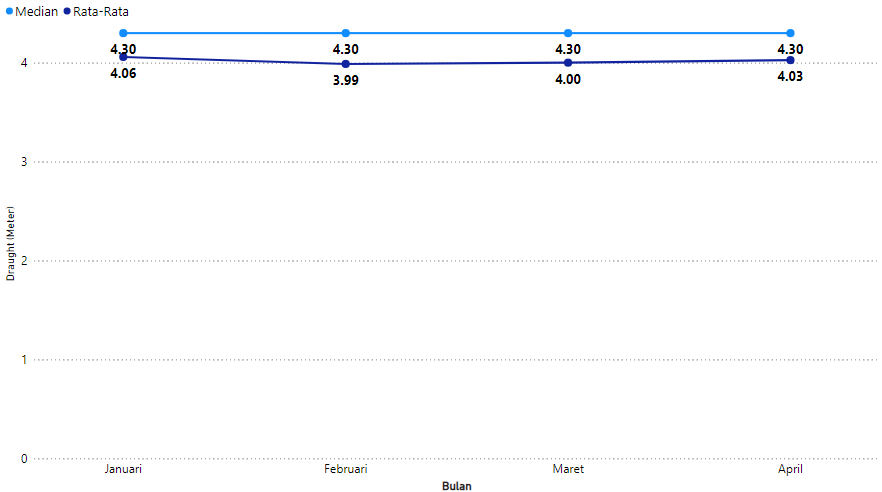 Median Rata-Rata
4.30 4.30 4.30 4.30
4
4.06 3.99 4.00 4.03
3
2
1
0
Draught (Meter)
Januari Februari Maret April
Bulan